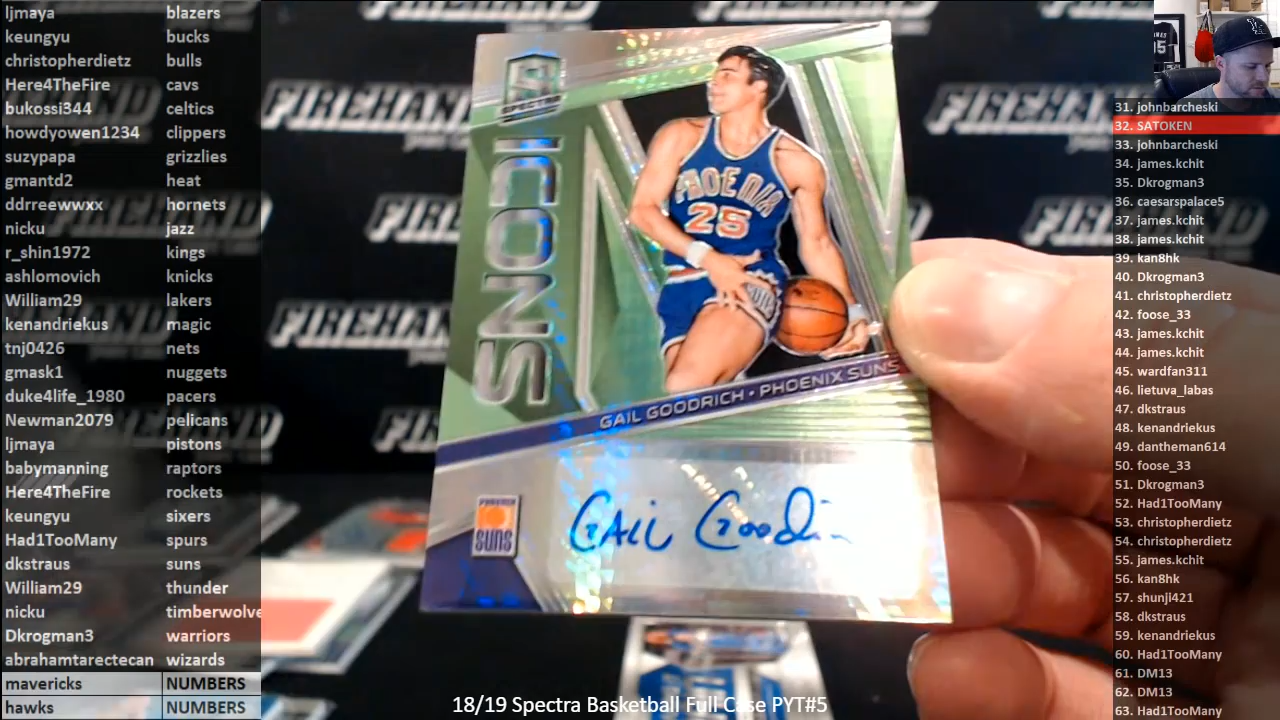 ljmaya blazers
keungyu bucks
christopherdietz bulls
Here4TheFire cavs
bukossi344 celtics
howdyowen1234 clippers
suzypapa grizzlies
gmantd2 heat
ddrreewwxx hornets
nicku jazz
r_shin1972 kings
ashlomovich knicks
William29 lakers
kenandriekus magic
tnj0426 nets
gmask1 nuggets
duke4life_1980 pacers
Newman2079 pelicans
ljmaya pistons
babymanning raptors
Here4TheFire rockets
keungyu sixers
Had1TooMany spurs
dkstraus suns
William29 thunder
nicku timberwolve
Dkrogman3 warriors
abrahamtarectecan wizards
mavericks NUMBERS
hawks NUMBERS
FIREHAND
SPECTRA
ICONS
PHOENIX
25
GAIL GOODRICH • PHOENIX SUNS
PHOENIX
SUNS
Gail Goodrich
18/19 Spectra Basketball Full Case PYT#5
31. johnbarcheski
32. SATOKEN
33. johnbarcheski
34. james.kchit
35. Dkrogman3
36. caesarspalace5
37. james.kchit
38. james.kchit
39. kan8hk
40. Dkrogman3
41. christopherdietz
42. foose_33
43. james.kchit
44. james.kchit
45. wardfan311
46. lietuva_labas
47. dkstraus
48. kenandriekus
49. dantheman614
50. foose_33
51. Dkrogman3
52. Had1TooMany
53. christopherdietz
54. christopherdietz
55. james.kchit
56. kan8hk
57. shunji421
58. dkstraus
59. kenandriekus
60. Had1TooMany
61. DM13
62. DM13
63. Had1TooMany